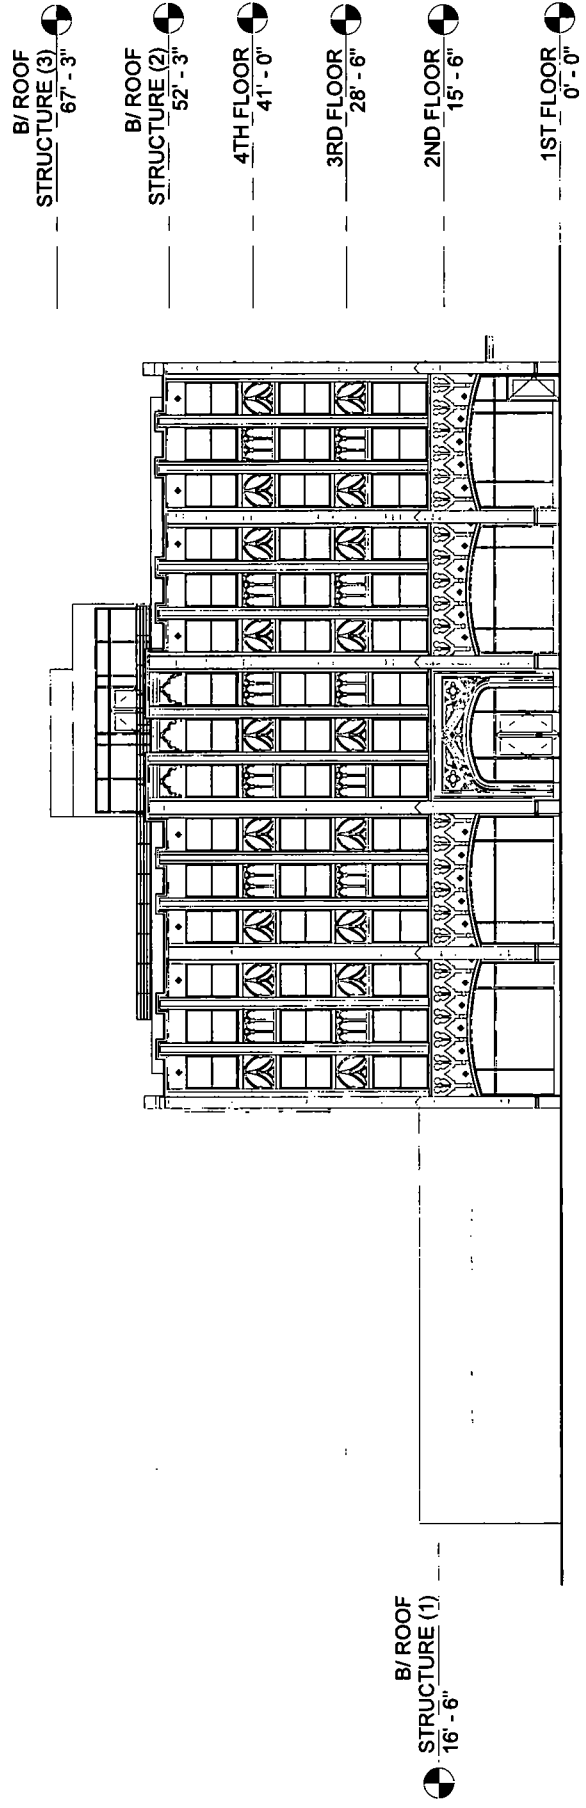 B/ ROOF
STRUCTURE (3)
67' - 3"
B/ ROOF
STRUCTURE (2)
52' - 3"
4TH FLOOR
41' - 0"
3RD FLOOR
28' - 6"
2ND FLOOR
15' - 6"
1ST FLOOR
0' - 0"
B/ ROOF
STRUCTURE (1)
16' - 6"